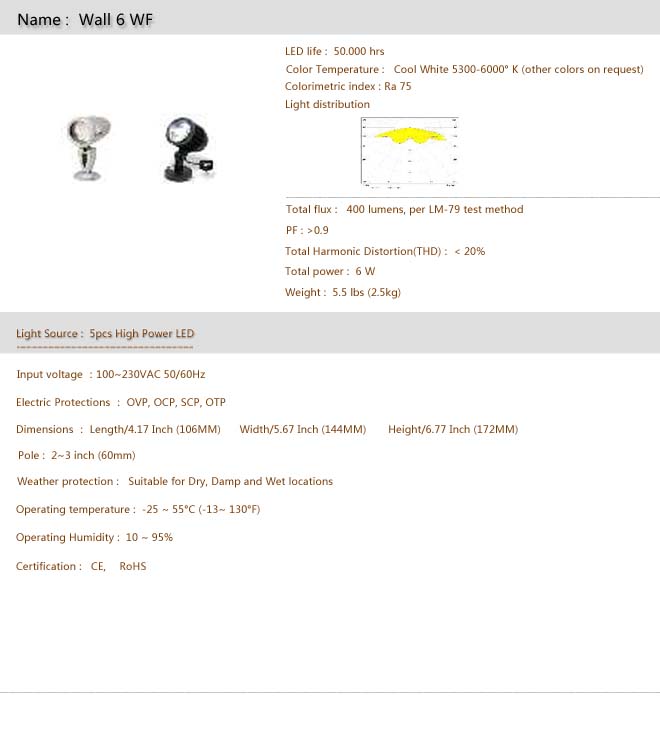 Name : Wall 6 WF
LED life : 50.000 hrs
Color Temperature : Cool White 5300-6000° K (other colors on request)
Colorimetric index : Ra 75
Light distribution
Total flux : 400 lumens, per LM-79 test method
PF : >0.9
Total Harmonic Distortion(THD) : < 20%
Total power : 6 W
Weight : 5.5 lbs (2.5kg)
Light Source : 5pcs High Power LED
Input voltage : 100~230VAC 50/60Hz
Electric Protections : OVP, OCP, SCP, OTP
Dimensions : Length/4.17 Inch (106MM) Width/5.67 Inch (144MM) Height/6.77 Inch (172MM)
Pole : 2~3 inch (60mm)
Weather protection : Suitable for Dry, Damp and Wet locations
Operating temperature : -25 ~ 55°C (-13~ 130°F)
Operating Humidity : 10 ~ 95%
Certification : CE, RoHS